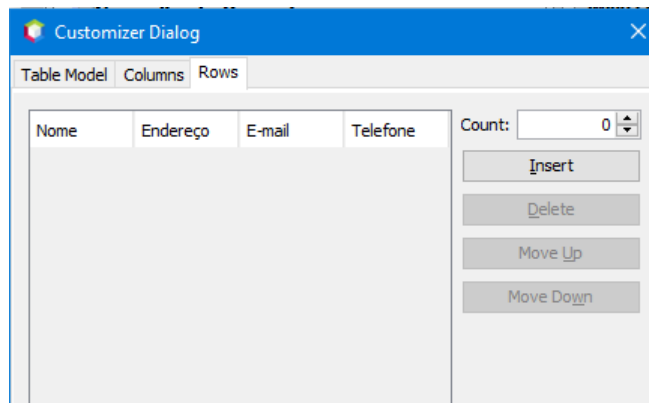 Customizer Dialog
Table Model Columns Rows
Nome Endereço E-mail Telefone
Count: 0
Insert
Delete
Move Up
Move Down